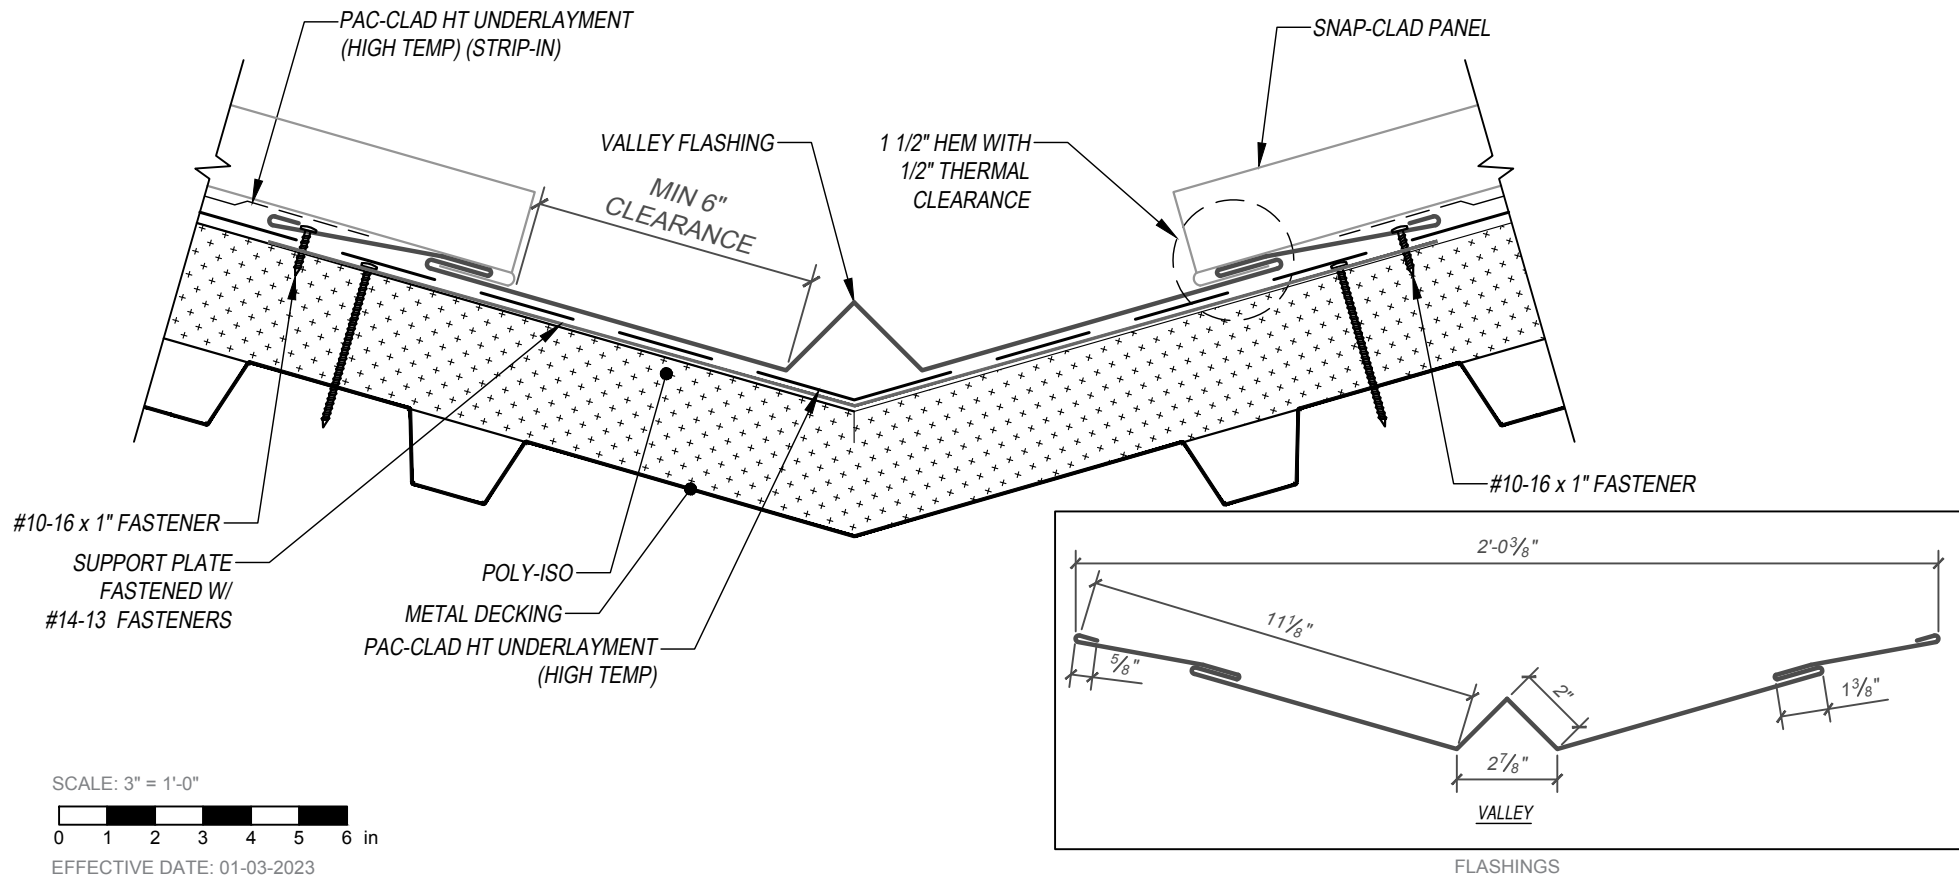 PAC-CLAD HT UNDERLAYMENT
(HIGH TEMP) (STRIP-IN)
SNAP-CLAD PANEL
VALLEY FLASHING
1 1/2" HEM WITH
1/2" THERMAL
CLEARANCE
MIN 6"
CLEARANCE
#10-16 x 1" FASTENER
SUPPORT PLATE
FASTENED W/
#14-13 FASTENERS
POLY-ISO
METAL DECKING
PAC-CLAD HT UNDERLAYMENT
(HIGH TEMP)
#10-16 x 1" FASTENER
2'-0 3/8"
11 1/8"
5/8"
2"
1 3/8"
2 7/8"
VALLEY
FLASHINGS
SCALE: 3" = 1'-0"
0 1 2 3 4 5 6 in
EFFECTIVE DATE: 01-03-2023